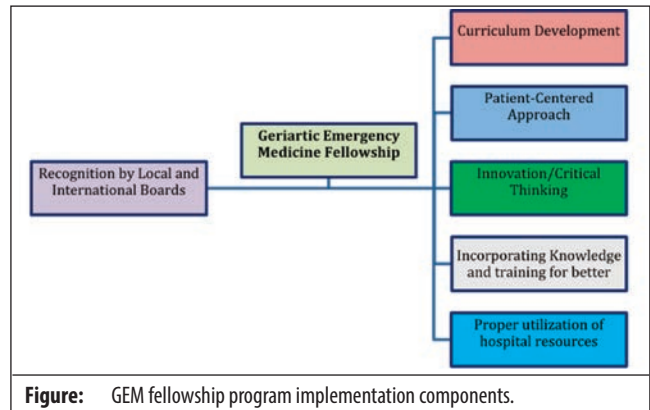 Curriculum Development
Patient-Centered
Approach
Geriartic Emergency
Medicine Fellowship
Recognition by Local and
International Boards
Innovation/Critical
Thinking
Incorporating Knowledge
and training for better
Proper utilization of
hospital resources
Figure: GEM fellowship program implementation components.